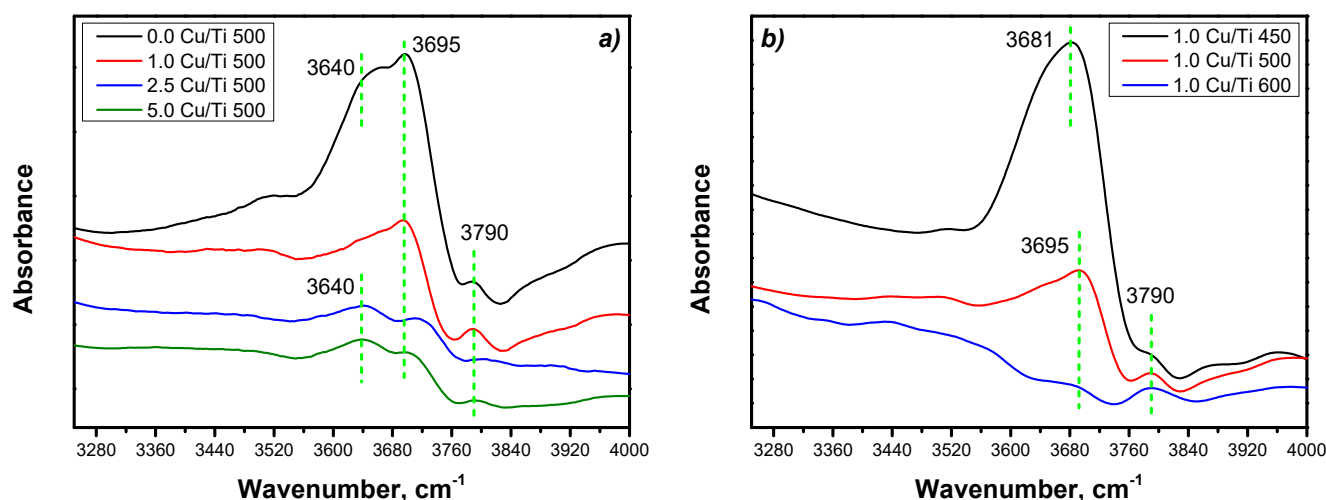 0.0 Cu/Ti 500
1.0 Cu/Ti 500
2.5 Cu/Ti 500
5.0 Cu/Ti 500
a)
3695
3640
3790
3640
Absorbance
3280 3360 3440 3520 3600 3680 3760 3840 3920 4000
Wavenumber, cm⁻¹
b)
1.0 Cu/Ti 450
1.0 Cu/Ti 500
1.0 Cu/Ti 600
3681
3695
3790
Absorbance
3280 3360 3440 3520 3600 3680 3760 3840 3920 4000
Wavenumber, cm⁻¹